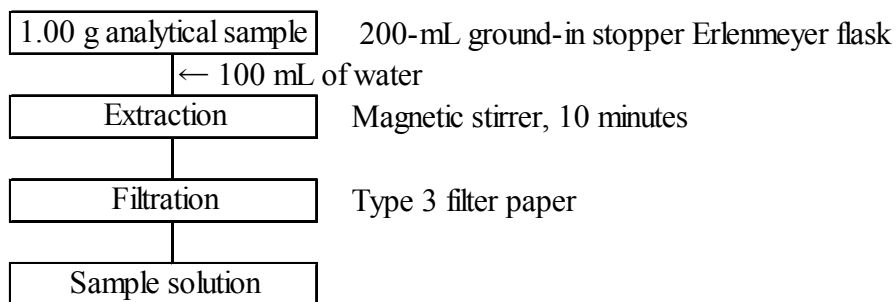 1.00 g analytical sample 200-mL ground-in stopper Erlenmeyer flask
← 100 mL of water
Extraction Magnetic stirrer, 10 minutes
Filtration Type 3 filter paper
Sample solution